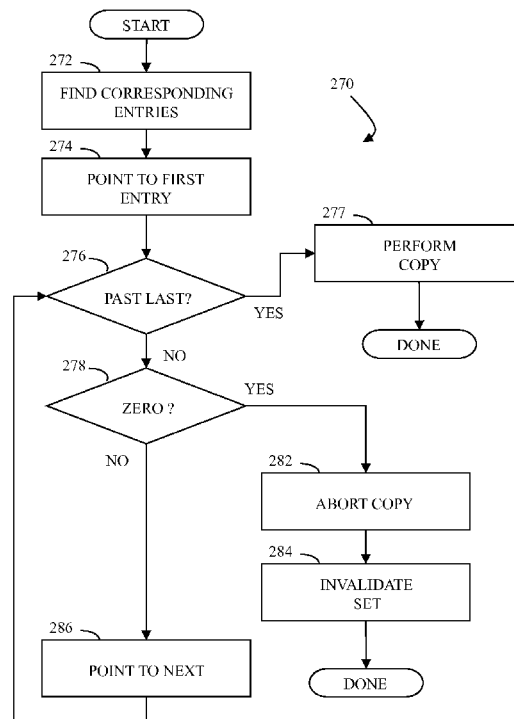 START
272
FIND CORRESPONDING
ENTRIES
270
274
POINT TO FIRST
ENTRY
277
PERFORM
COPY
276
PAST LAST?
YES
DONE
NO
278
ZERO ?
YES
NO
282
ABORT COPY
284
INVALIDATE
SET
286
POINT TO NEXT
DONE